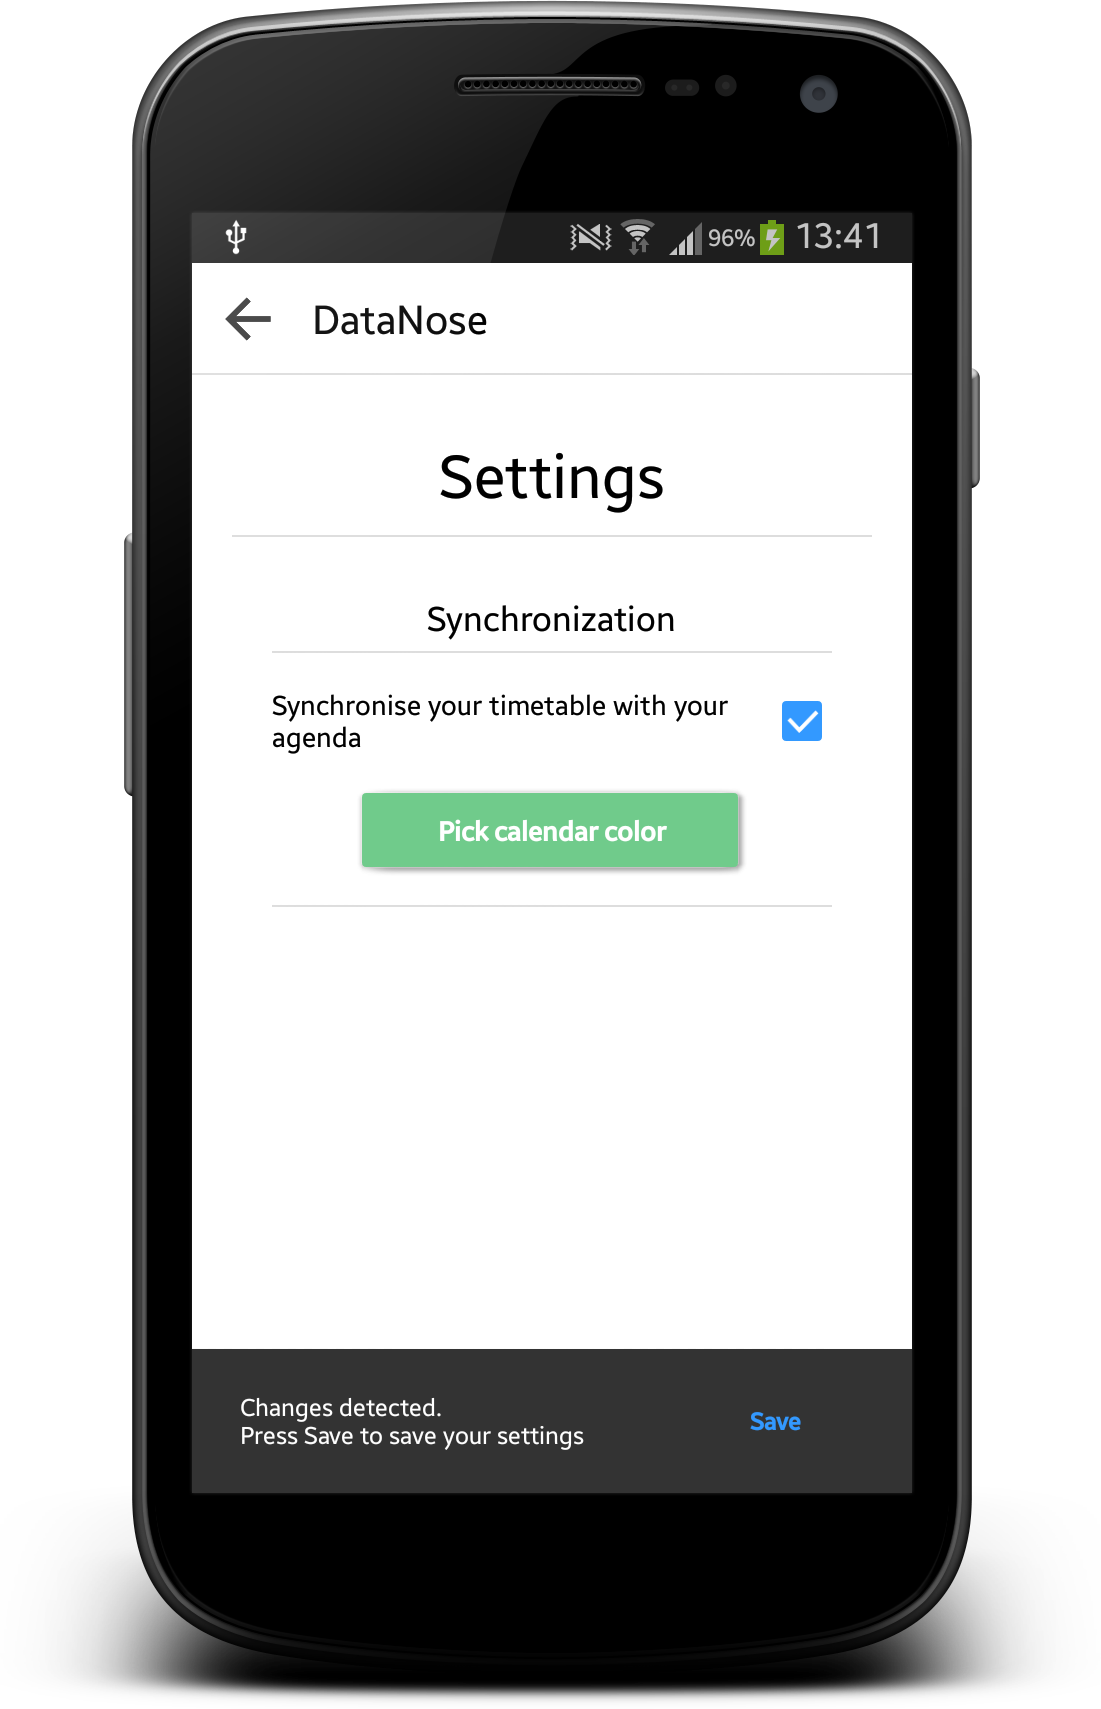 96% 13:41
DataNose
Settings
Synchronization
Synchronise your timetable with your
agenda
Pick calendar color
Changes detected.
Press Save to save your settings
Save